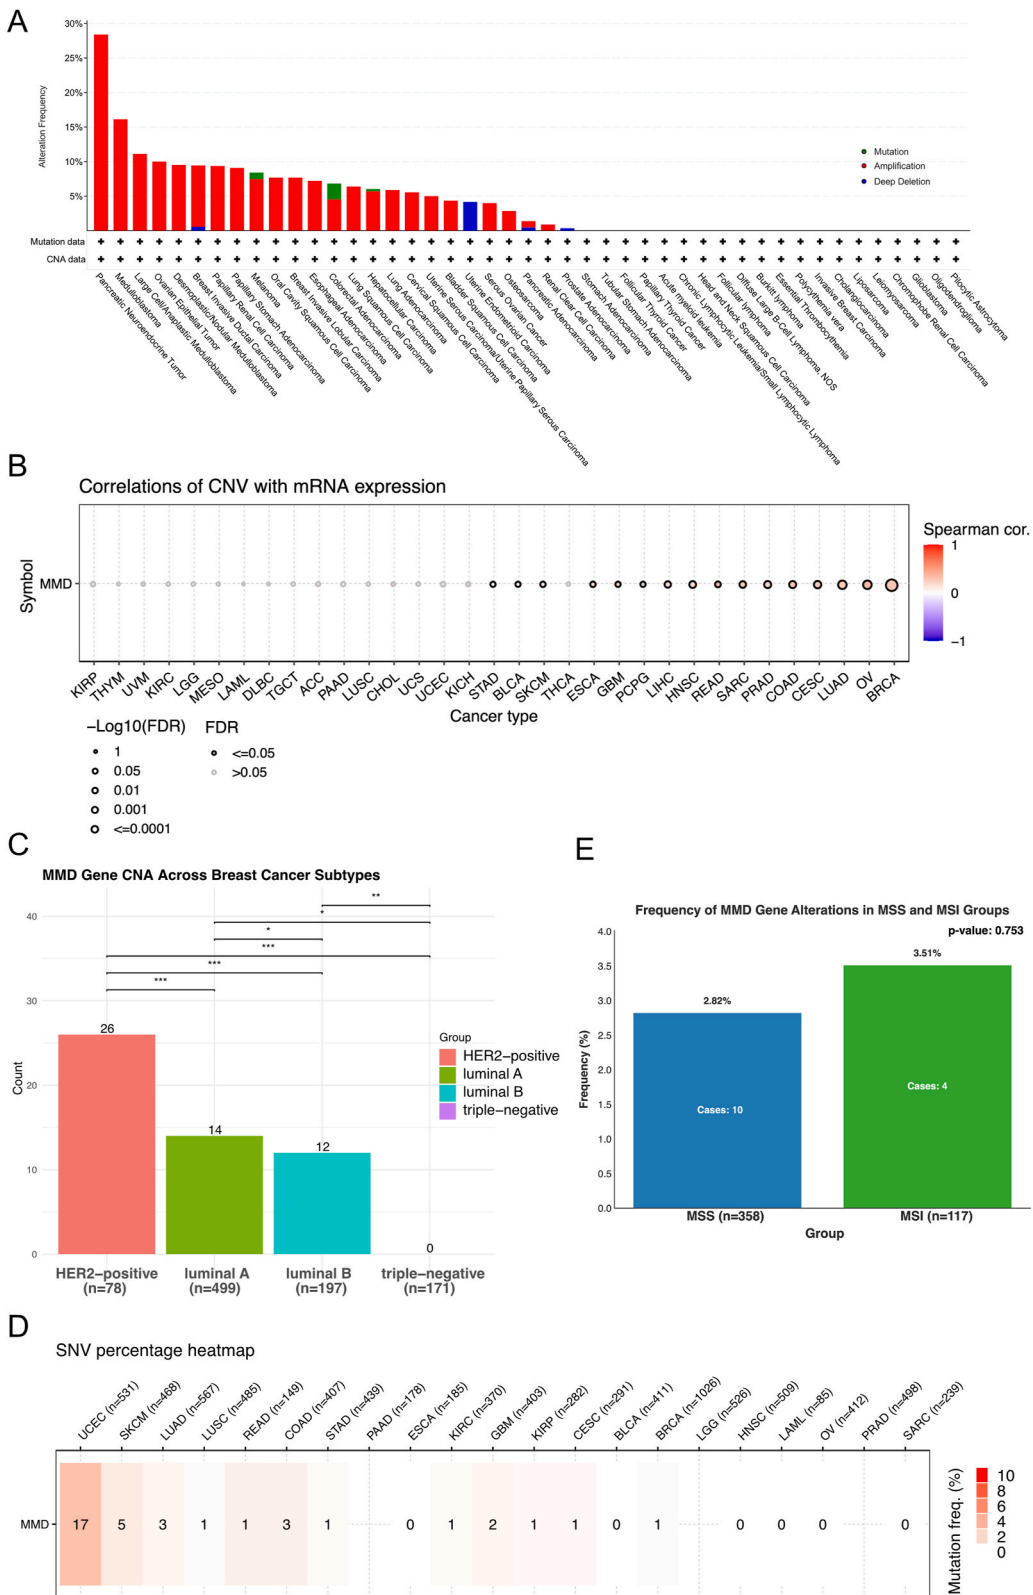 A
30%
25%
20%
15%
10%
5%
Alteration Frequency
Mutation
Amplification
Deep Deletion
Mutation data
CNA data
Pancreatic Neuroendocrine Tumor
Medulloblastoma
Large Cell/Anaplastic Medulloblastoma
Ovarian Epithelial Tumor
Desmoplastic/Nodular Medulloblastoma
Breast Invasive Ductal Carcinoma
Papillary Renal Cell Carcinoma
Papillary Stomach Adenocarcinoma
Melanoma
Oral Cavity Squamous Cell Carcinoma
Breast Invasive Lobular Carcinoma
Esophageal Adenocarcinoma
Colorectal Adenocarcinoma
Lung Squamous Cell Carcinoma
Hepatocellular Carcinoma
Lung Adenocarcinoma
Cervical Squamous Cell Carcinoma
Uterine Serous Carcinoma/Uterine Papillary Serous Carcinoma
Bladder Squamous Cell Carcinoma
Uterine Endometrioid Carcinoma
Serous Ovarian Cancer
Osteosarcoma
Pancreatic Adenocarcinoma
Renal Clear Cell Carcinoma
Prostate Adenocarcinoma
Stomach Adenocarcinoma
Tubular Stomach Adenocarcinoma
Follicular Thyroid Cancer
Papillary Thyroid Cancer
Acute myeloid leukemia
Chronic Lymphocytic Leukemia/Small Lymphocytic Lymphoma
Head and Neck Squamous Cell Carcinoma
Follicular lymphoma
Diffuse Large B-Cell Lymphoma, NOS
Burkitt lymphoma
Essential Thrombocythemia
Polycythemia vera
Invasive Breast Carcinoma
Cholangiocarcinoma
Liposarcoma
Leiomyosarcoma
Chromophobe Renal Cell Carcinoma
Glioblastoma
Oligodendroglioma
Pilocytic Astrocytoma
B
Correlations of CNV with mRNA expression
Symbol
MMD
Spearman cor.
1
0
−1
KIRP THYM UVM KIRC LGG MESO LAML DLBC TGCT ACC PAAD LUSC CHOL UCS UCEC KICH STAD BLCA SKCM THCA ESCA GBM PCPG LIHC HNSC READ SARC PRAD COAD CESC LUAD OV BRCA
Cancer type
−Log10(FDR)
1
0.05
0.01
0.001
<=0.0001
FDR
<=0.05
>0.05
C
MMD Gene CNA Across Breast Cancer Subtypes
Count
40
30
20
10
0
**
*
*
***
***
***
26
14
12
0
Group
HER2−positive
luminal A
luminal B
triple−negative
HER2−positive (n=78)
luminal A (n=499)
luminal B (n=197)
triple−negative (n=171)
E
Frequency of MMD Gene Alterations in MSS and MSI Groups
p-value: 0.753
Frequency (%)
4.0
3.5
3.0
2.5
2.0
1.5
1.0
0.5
0.0
2.82%
3.51%
Cases: 10
Cases: 4
MSS (n=358)
MSI (n=117)
Group
D
SNV percentage heatmap
UCEC (n=531)
SKCM (n=468)
LUAD (n=567)
LUSC (n=485)
READ (n=149)
COAD (n=407)
STAD (n=439)
PAAD (n=178)
ESCA (n=185)
KIRC (n=370)
GBM (n=403)
KIRP (n=282)
CESC (n=291)
BLCA (n=411)
BRCA (n=1026)
LGG (n=526)
HNSC (n=509)
LAML (n=85)
OV (n=412)
PRAD (n=498)
SARC (n=239)
MMD
17 5 3 1 1 3 1 0 1 2 1 1 0 1 0 0 0 0
Mutation freq. (%)
10
8
6
4
2
0